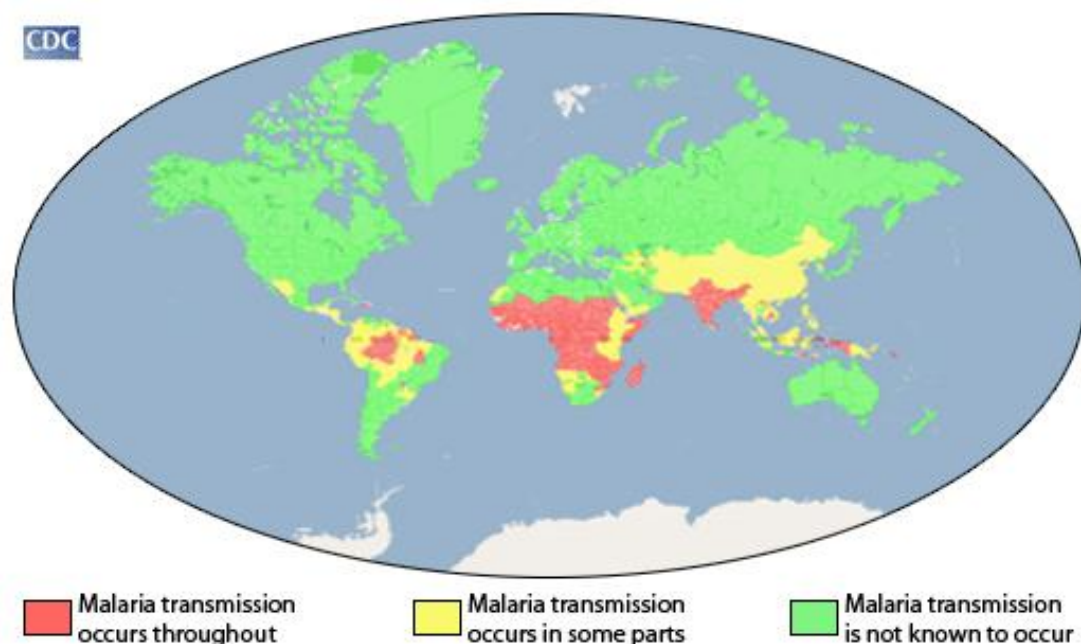 CDC
Malaria transmission
occurs throughout
Malaria transmission
occurs in some parts
Malaria transmission
is not known to occur